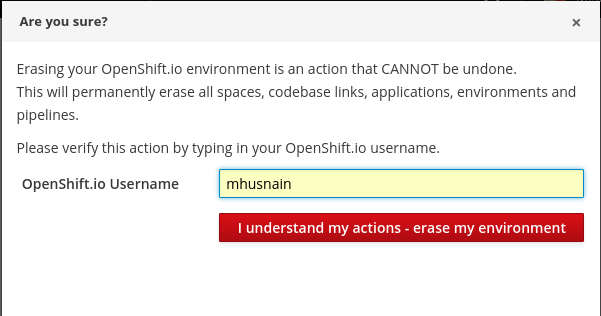 Are you sure?
×
Erasing your OpenShift.io environment is an action that CANNOT be undone.
This will permanently erase all spaces, codebase links, applications, environments and
pipelines.
Please verify this action by typing in your OpenShift.io username.
OpenShift.io Username
mhusnain
I understand my actions - erase my environment